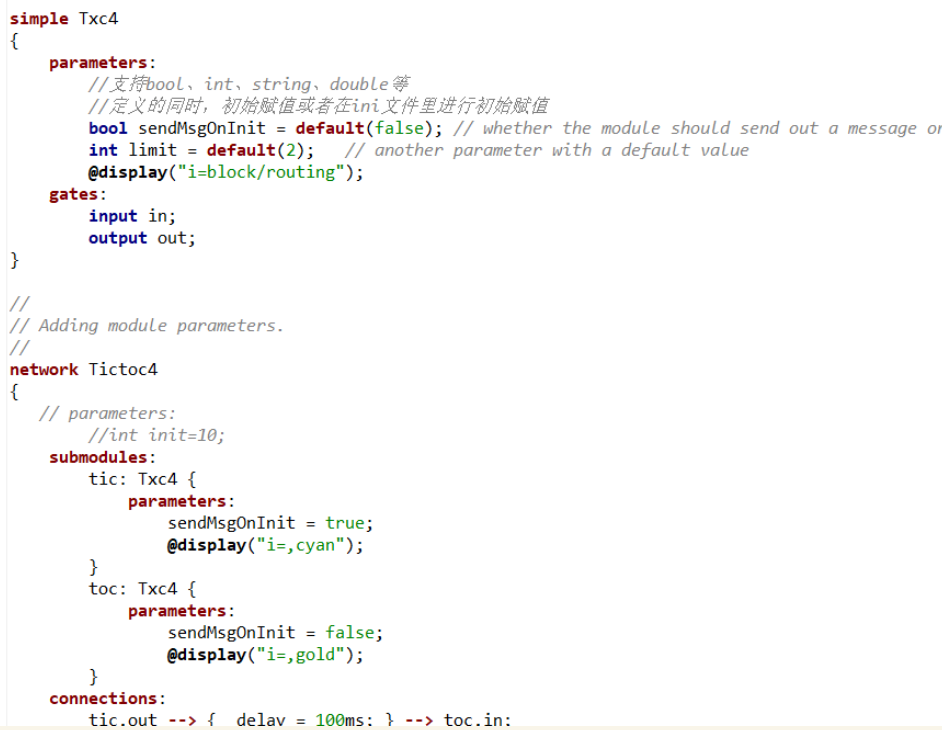 simple Txc4
{
    parameters:
        //支持bool、int、string、double等
        //定义的同时，初始赋值或者在ini文件里进行初始赋值
        bool sendMsgOnInit = default(false); // whether the module should send out a message on
        int limit = default(2);   // another parameter with a default value
        @display("i=block/routing");
    gates:
        input in;
        output out;
}
//
// Adding module parameters.
//
network Tictoc4
{
   // parameters:
        //int init=10;
    submodules:
        tic: Txc4 {
            parameters:
                sendMsgOnInit = true;
                @display("i=,cyan");
        }
        toc: Txc4 {
            parameters:
                sendMsgOnInit = false;
                @display("i=,gold");
        }
    connections:
        tic.out --> {  delay = 100ms; } --> toc.in;